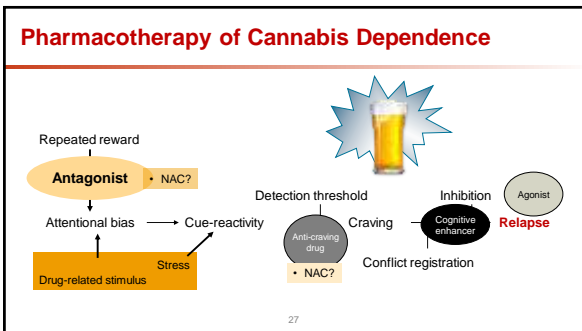 Pharmacotherapy of Cannabis Dependence
Repeated reward
Antagonist
• NAC?
Attentional bias
Cue-reactivity
Stress
Drug-related stimulus
Detection threshold
Anti-craving
drug
• NAC?
Craving
Conflict registration
Inhibition
Cognitive
enhancer
Agonist
Relapse
27